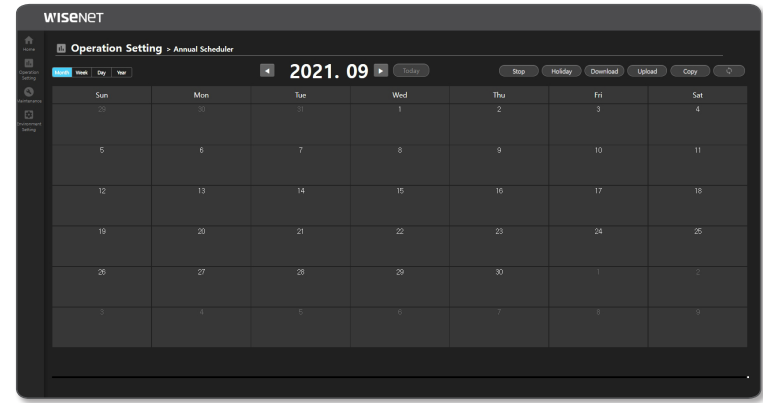 WISENET
Home
Operation Setting
Maintenance
Environment Setting
Operation Setting > Annual Scheduler
Month Week Day Year
2021. 09 Today
Stop Holiday Download Upload Copy
Sun Mon Tue Wed Thu Fri Sat
29 30 31 1 2 3 4
5 6 7 8 9 10 11
12 13 14 15 16 17 18
19 20 21 22 23 24 25
26 27 28 29 30 1 2
3 4 5 6 7 8 9